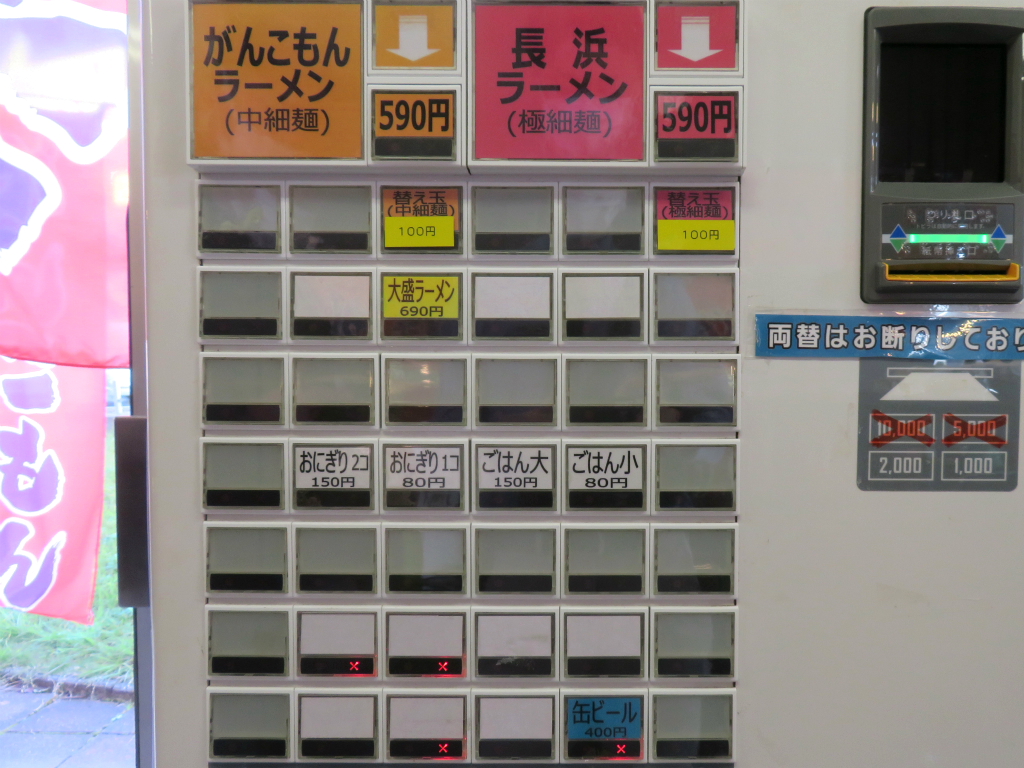 がんこもん
ラーメン
(中細麺)
590円
長浜
ラーメン
(極細麺)
590円
替え玉
(中細麺)
100円
替え玉
(極細麺)
100円
大盛ラーメン
690円
おにぎり 2コ
150円
おにぎり 1コ
80円
ごはん大
150円
ごはん小
80円
缶ビール
400円
両替はお断りしており
10,000
5,000
2,000
1,000
こもん